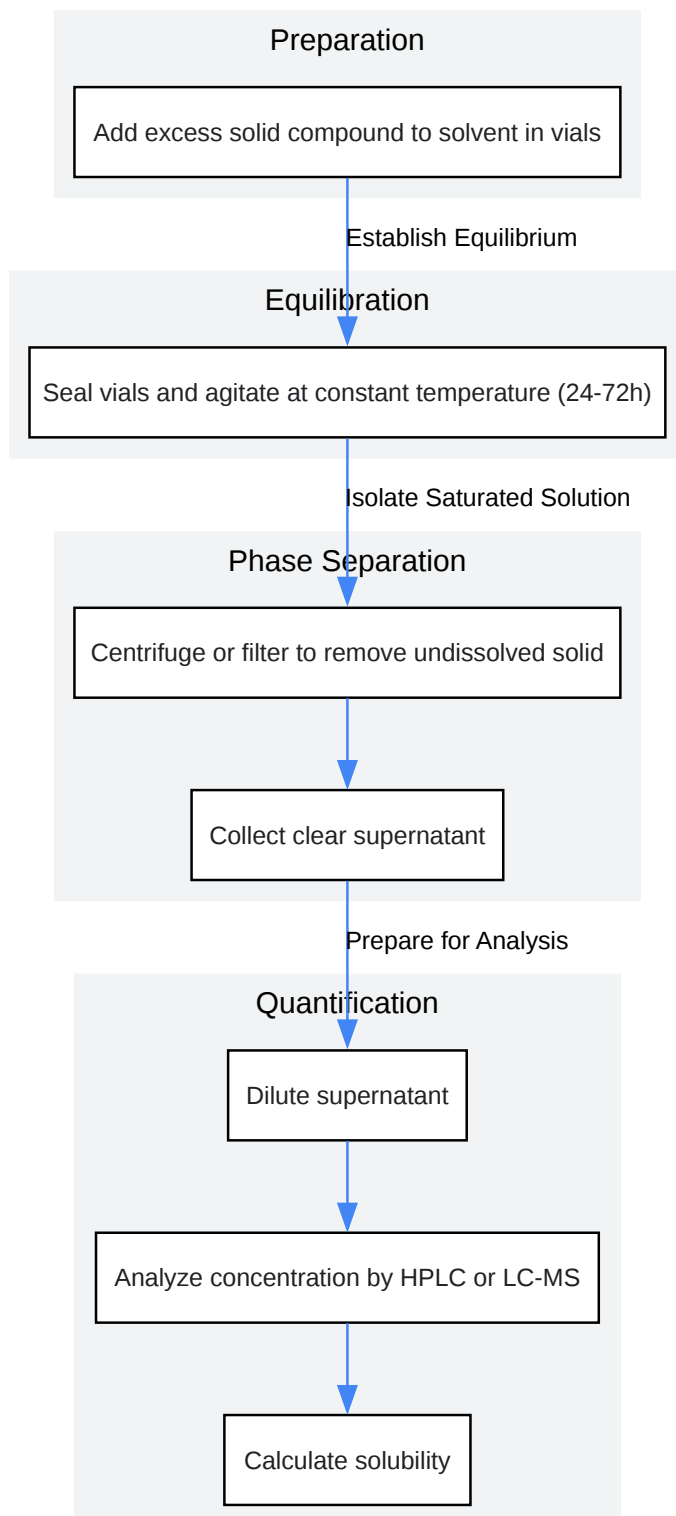 Preparation
Add excess solid compound to solvent in vials
Establish Equilibrium
Equilibration
Seal vials and agitate at constant temperature (24-72h)
Isolate Saturated Solution
Phase Separation
Centrifuge or filter to remove undissolved solid
Collect clear supernatant
Prepare for Analysis
Quantification
Dilute supernatant
Analyze concentration by HPLC or LC-MS
Calculate solubility